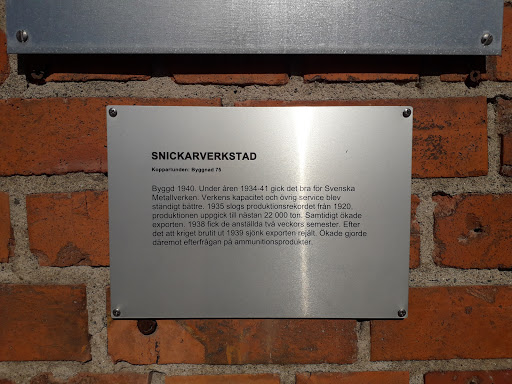 SNICKARVERKSTAD
Kopparlunden: Byggnad 75
Byggd 1940. Under åren 1934-41 gick det bra för Svenska
Metallverken. Verkens kapacitet och övrig service blev
ständigt bättre. 1935 slogs produktionsrekordet från 1920,
produktionen uppgick till nästan 22 000 ton. Samtidigt ökade
exporten. 1938 fick de anställda två veckors semester. Efter
det att kriget brutit ut 1939 sjönk exporten rejält. Ökade gjorde
däremot efterfrågan på ammunitionsprodukter.